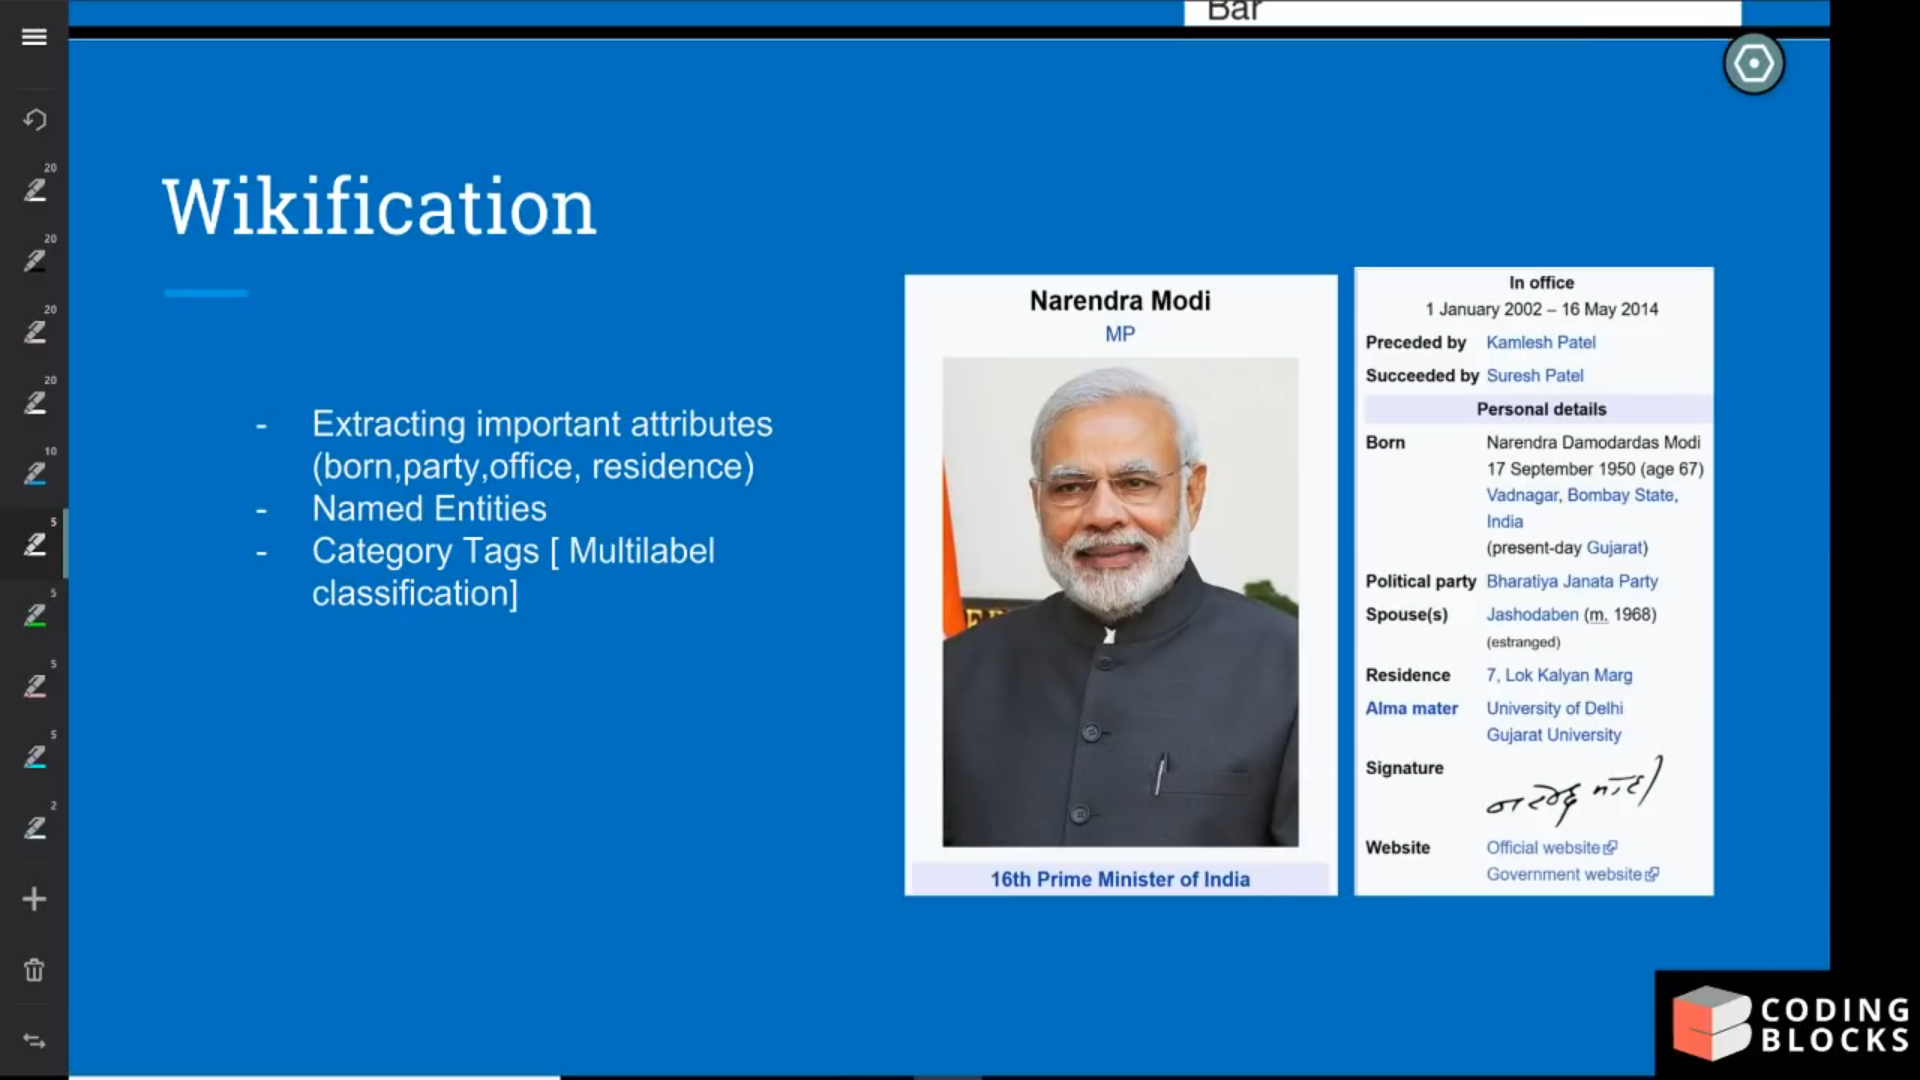 Bar
20
20
20
20
10
5
5
5
5
2
Wikification
- Extracting important attributes
(born,party,office, residence)
- Named Entities
- Category Tags [ Multilabel
classification]
Narendra Modi
MP
16th Prime Minister of India
In office
1 January 2002 – 16 May 2014
Preceded by Kamlesh Patel
Succeeded by Suresh Patel
Personal details
Born Narendra Damodardas Modi
17 September 1950 (age 67)
Vadnagar, Bombay State,
India
(present-day Gujarat)
Political party Bharatiya Janata Party
Spouse(s) Jashodaben (m. 1968)
(estranged)
Residence 7, Lok Kalyan Marg
Alma mater University of Delhi
Gujarat University
Signature नरेन्द्र मोदी
Website Official website
Government website
CODING
BLOCKS